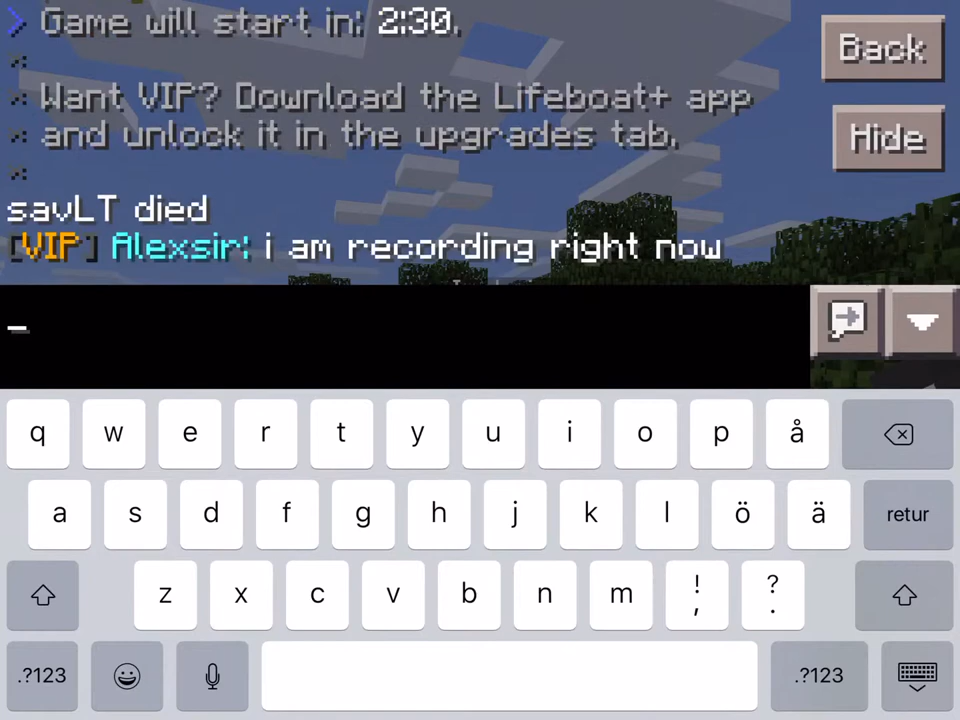 > Game will start in: 2:30.
Want VIP? Download the Lifeboat+ app
and unlock it in the upgrades tab.
savLT died
[VIP] Alexsir: i am recording right now
Back
Hide
_
q w e r t y u i o p å
a s d f g h j k l ö ä retur
z x c v b n m ! , ? .
.?123 .?123